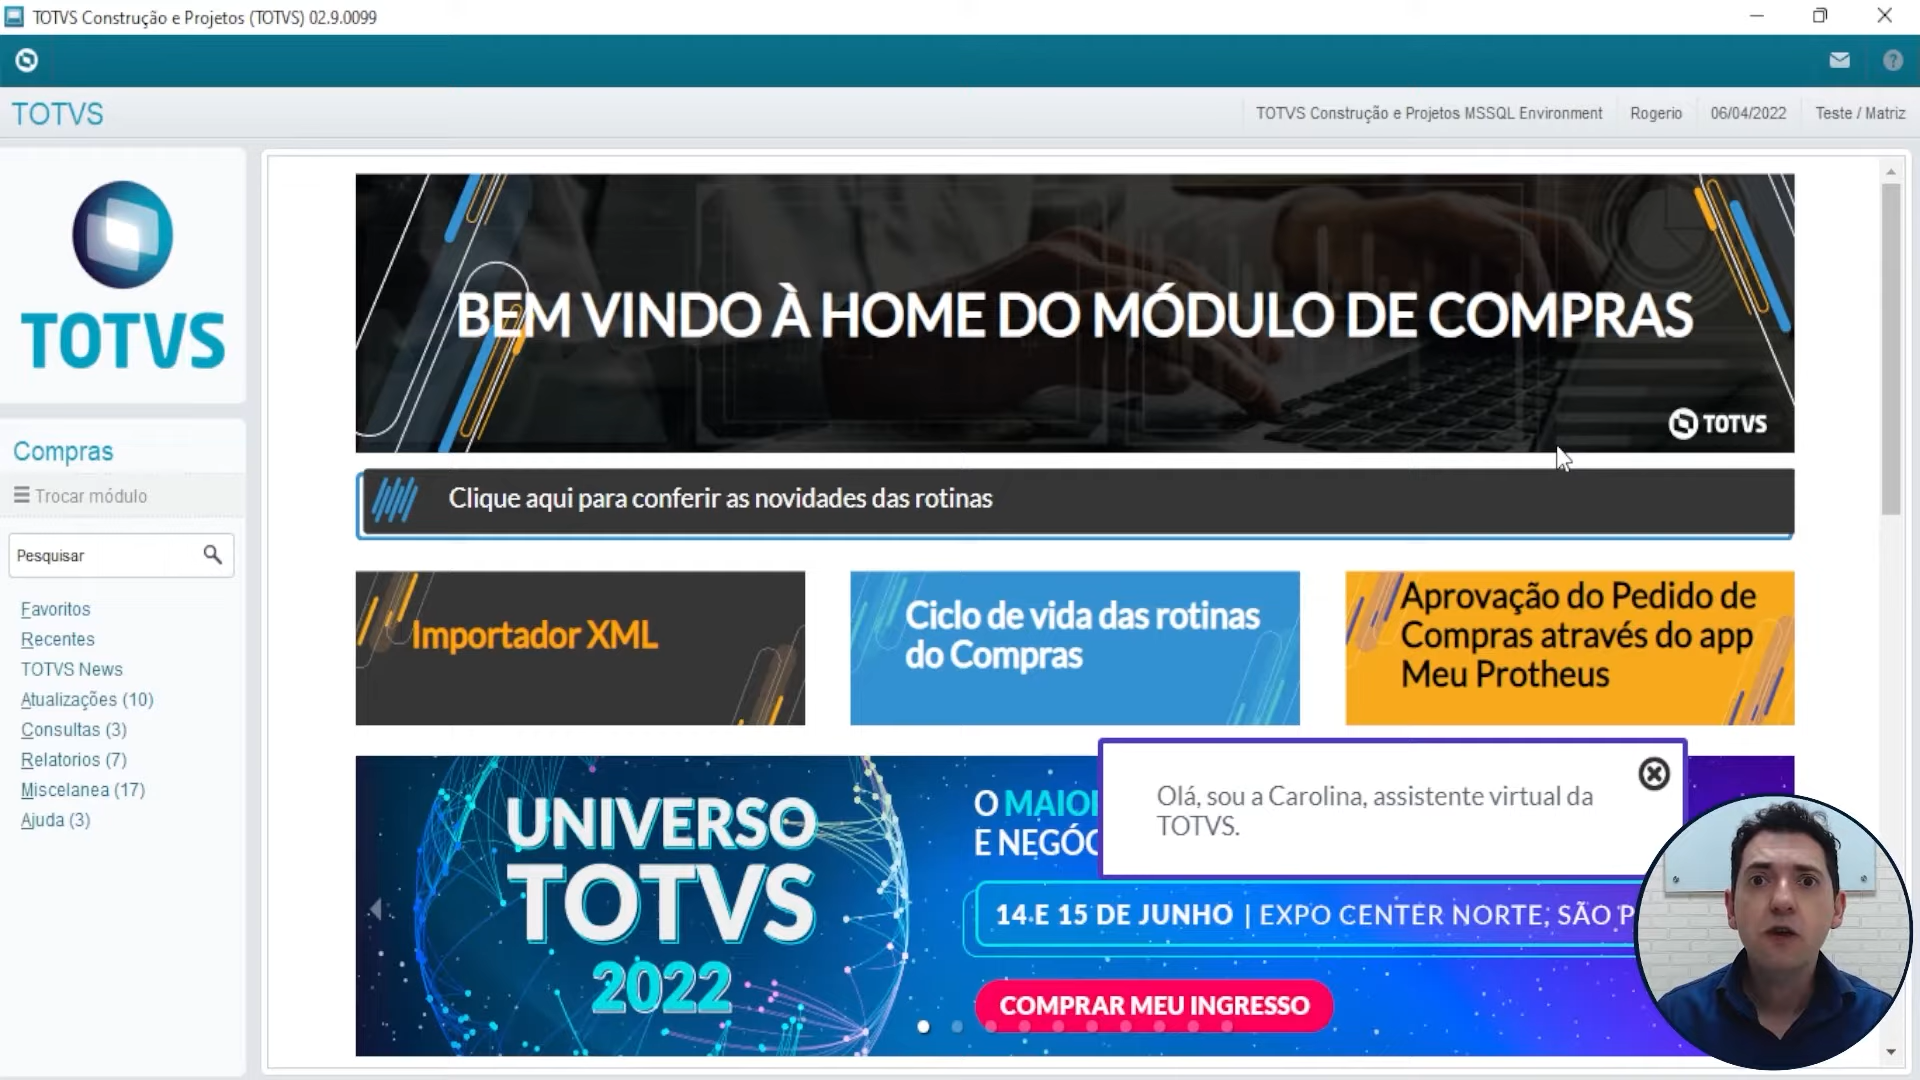 TOTVS Construção e Projetos (TOTVS) 02.9.0099
TOTVS
TOTVS Construção e Projetos MSSQL Environment
Rogerio
06/04/2022
Teste / Matriz
TOTVS
Compras
Trocar módulo
Pesquisar
Favoritos
Recentes
TOTVS News
Atualizações (10)
Consultas (3)
Relatorios (7)
Miscelanea (17)
Ajuda (3)
BEM VINDO À HOME DO MÓDULO DE COMPRAS
TOTVS
Clique aqui para conferir as novidades das rotinas
Importador XML
Ciclo de vida das rotinas
do Compras
Aprovação do Pedido de
Compras através do app
Meu Protheus
UNIVERSO
TOTVS
2022
O MAIO
E NEGÓC
14 E 15 DE JUNHO | EXPO CENTER NORTE, SÃO P
COMPRAR MEU INGRESSO
Olá, sou a Carolina, assistente virtual da
TOTVS.